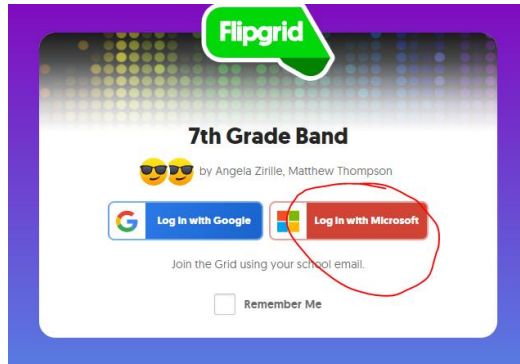 Flipgrid
7th Grade Band
by Angela Zirille, Matthew Thompson
Log in with Google
Log in with Microsoft
Join the Grid using your school email.
Remember Me